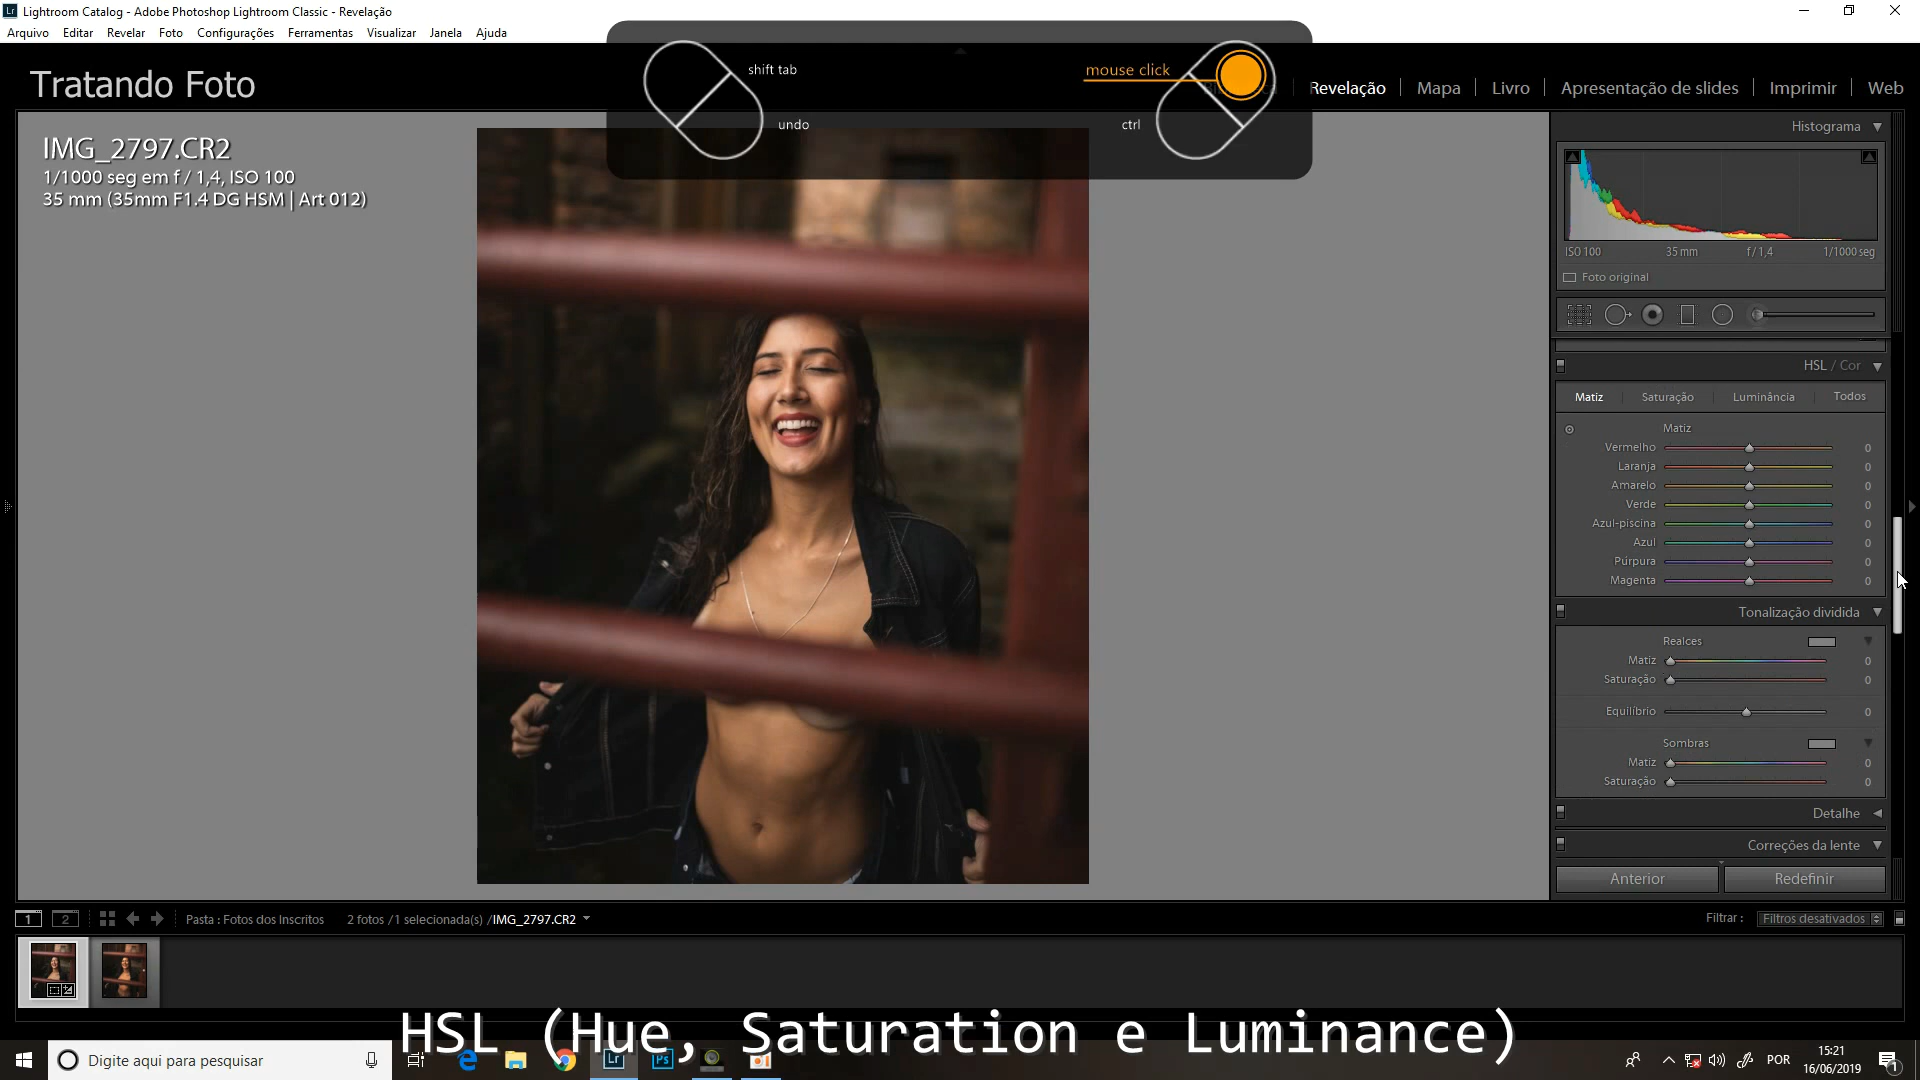 Lightroom Catalog - Adobe Photoshop Lightroom Classic - Revelação
Arquivo Editar Revelar Foto Configurações Ferramentas Visualizar Janela Ajuda
shift tab
mouse click
undo
ctrl
Tratando Foto
Revelação | Mapa | Livro | Apresentação de slides | Imprimir | Web
IMG_2797.CR2
1/1000 seg em f / 1,4, ISO 100
35 mm (35mm F1.4 DG HSM | Art 012)
Histograma
ISO 100 35 mm f / 1,4 1/1000 seg
Foto original
HSL / Cor
Matiz Saturação Luminância Todos
Matiz
Vermelho 0
Laranja 0
Amarelo 0
Verde 0
Azul-piscina 0
Azul 0
Púrpura 0
Magenta 0
Tonalização dividida
Realces
Matiz 0
Saturação 0
Equilíbrio 0
Sombras
Matiz 0
Saturação 0
Detalhe
Correções da lente
Anterior Redefinir
1 2 Pasta : Fotos dos Inscritos 2 fotos /1 selecionada(s) /IMG_2797.CR2 Filtrar : Filtros desativados
HSL (Hue, Saturation e Luminance)
Digite aqui para pesquisar
Lr
Ps
POR
15:21
16/06/2019
1